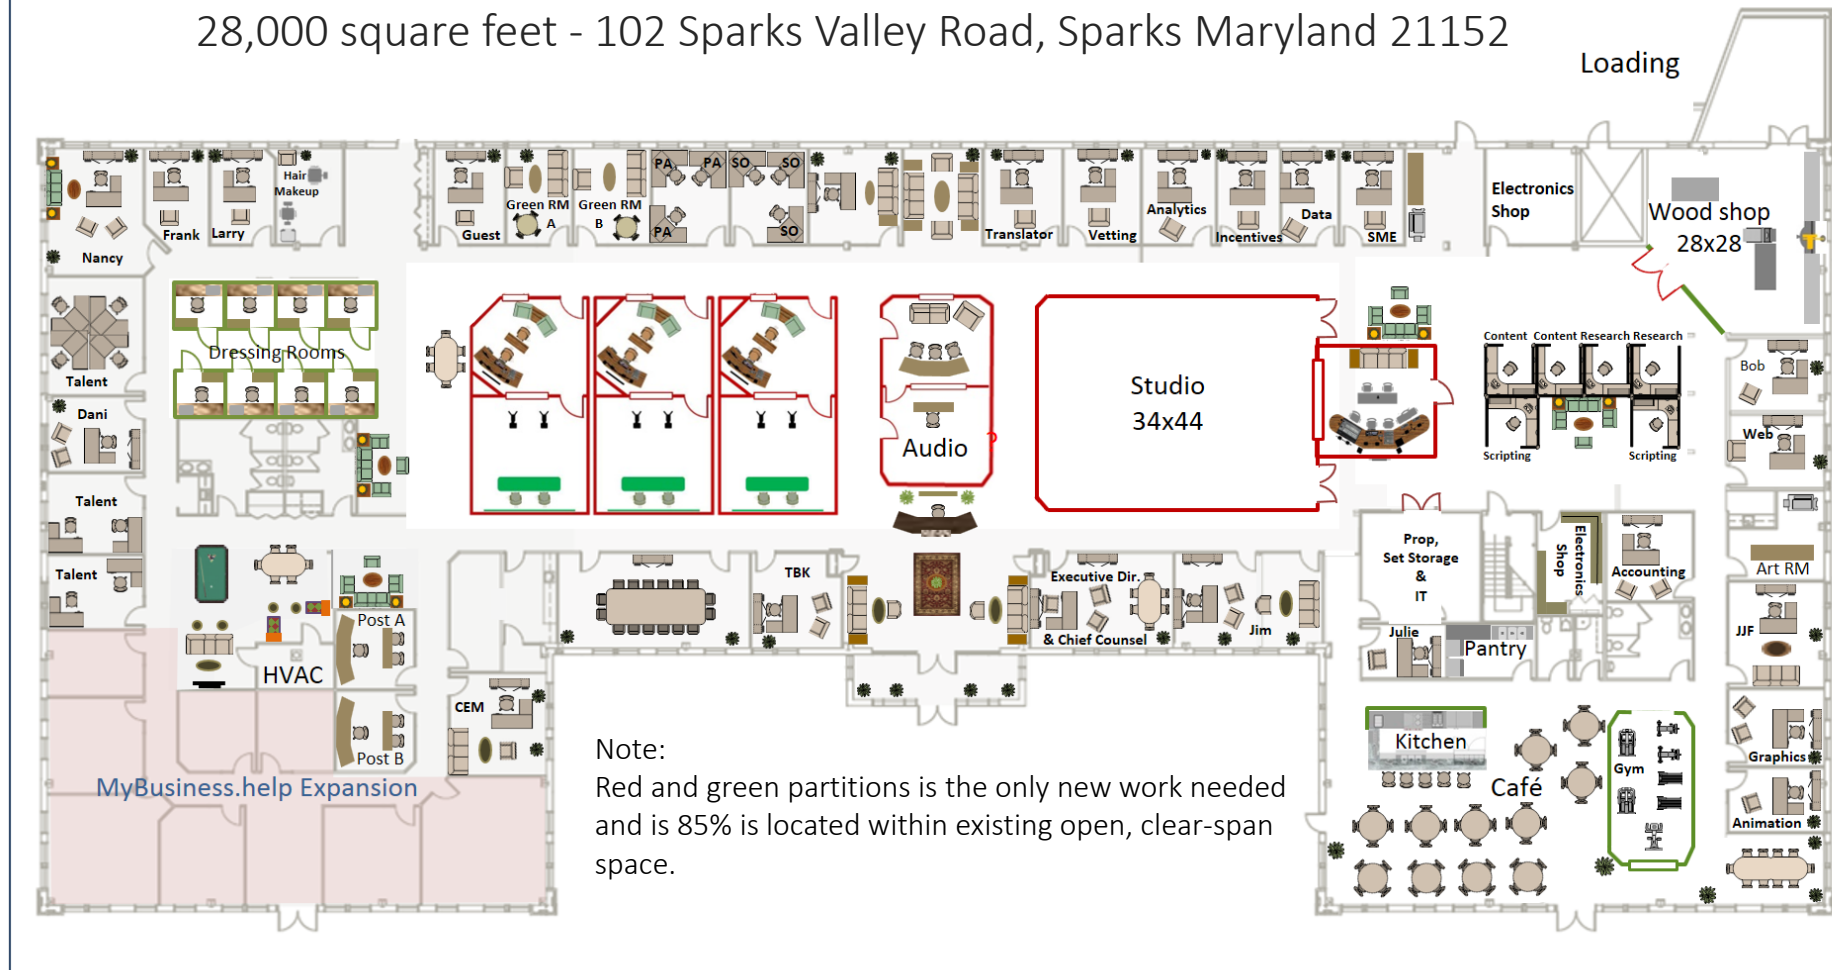 28,000 square feet - 102 Sparks Valley Road, Sparks Maryland 21152
Loading
Hair
Makeup
Nancy
Frank
Larry
Guest
Green RM
A
Green RM
B
PA
PA
PA
SO
SO
SO
Translator
Vetting
Analytics
Incentives
Data
SME
Electronics
Shop
Wood shop
28x28
Talent
Dressing Rooms
Dani
Talent
Talent
Audio
Studio
34x44
Content
Content
Research
Research
Scripting
Scripting
Bob
Web
Art RM
Prop,
Set Storage
&
IT
Electronics
Shop
Accounting
Julie
Pantry
JJF
TBK
Executive Dir.
& Chief Counsel
Jim
Post A
HVAC
Post B
CEM
MyBusiness.help Expansion
Note:
Red and green partitions is the only new work needed
and is 85% is located within existing open, clear-span
space.
Kitchen
Café
Gym
Graphics
Animation